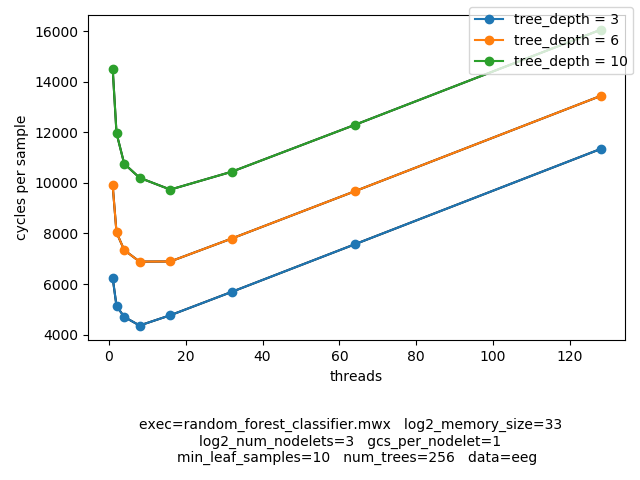 tree_depth = 3
tree_depth = 6
tree_depth = 10
16000
14000
12000
10000
8000
6000
4000
cycles per sample
0 20 40 60 80 100 120
threads
exec=random_forest_classifier.mwx log2_memory_size=33
log2_num_nodelets=3 gcs_per_nodelet=1
min_leaf_samples=10 num_trees=256 data=eeg